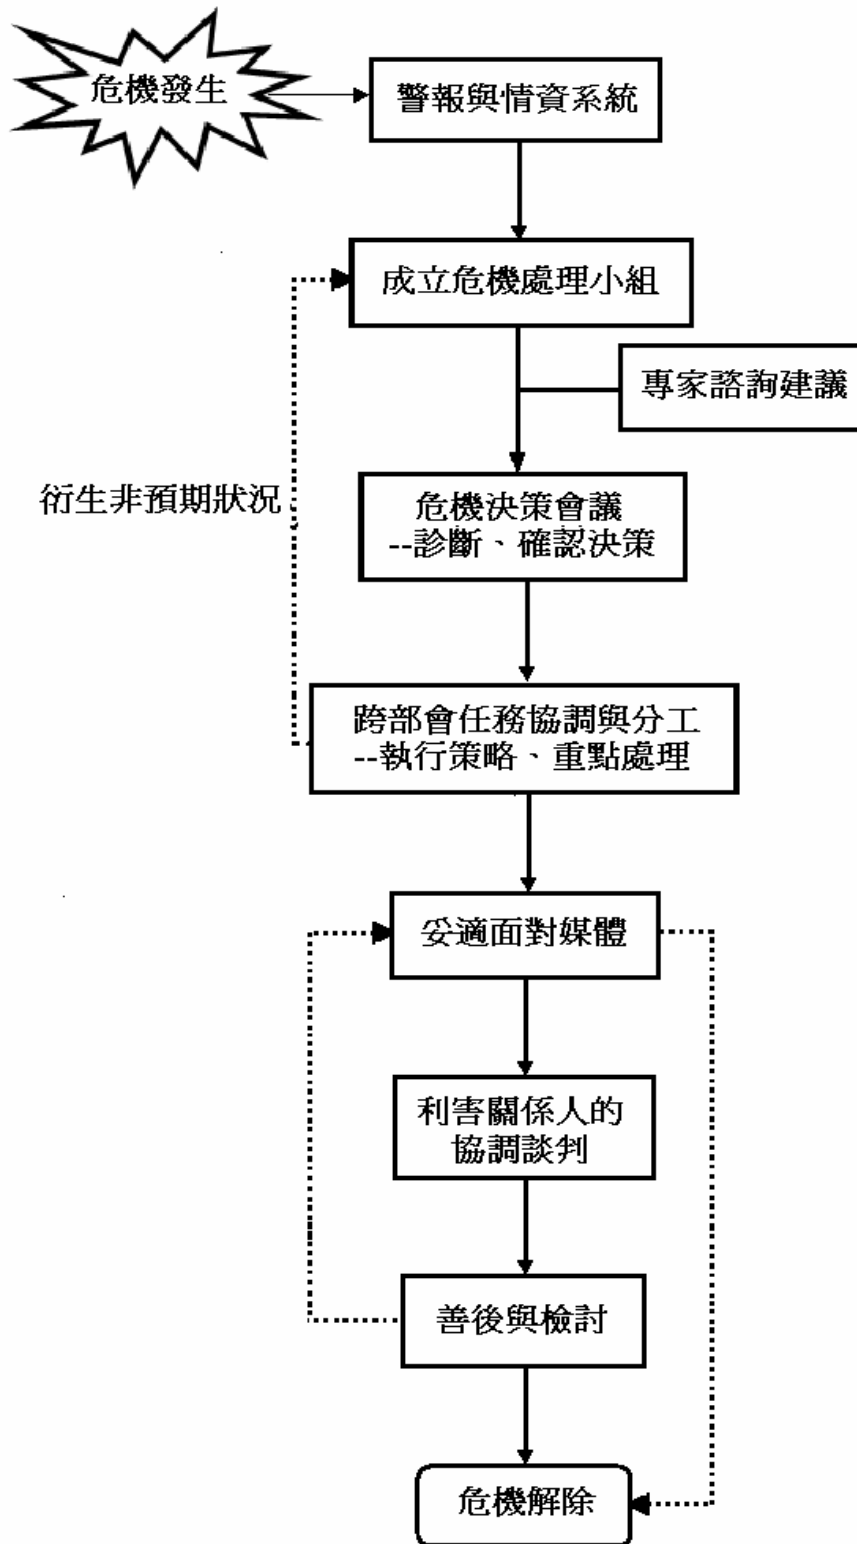 危機發生
警報與情資系統
成立危機處理小組
專家諮詢建議
衍生非預期狀況
危機決策會議
--診斷、確認決策
跨部會任務協調與分工
--執行策略、重點處理
妥適面對媒體
利害關係人的
協調談判
善後與檢討
危機解除